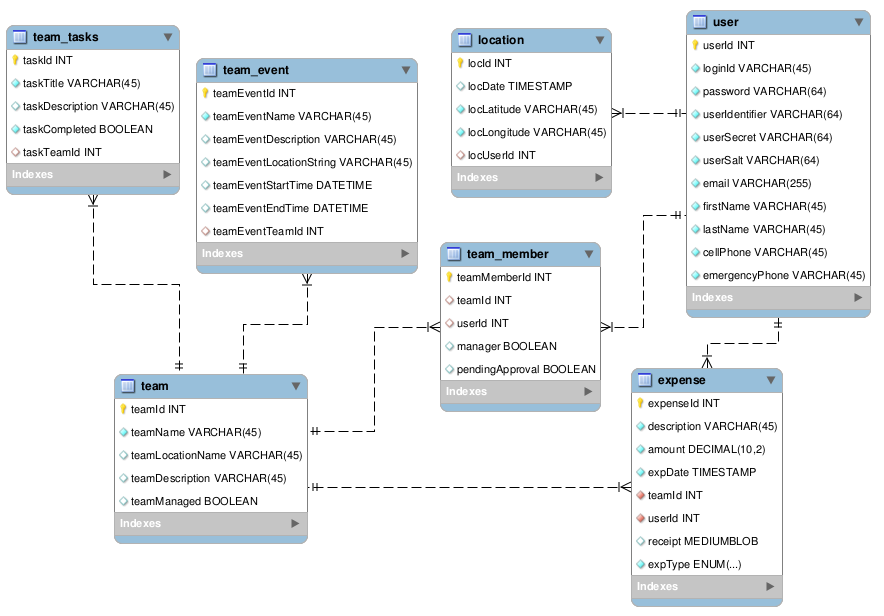 team_tasks
taskId INT
taskTitle VARCHAR(45)
taskDescription VARCHAR(45)
taskCompleted BOOLEAN
taskTeamId INT
Indexes
team_event
teamEventId INT
teamEventName VARCHAR(45)
teamEventDescription VARCHAR(45)
teamEventLocationString VARCHAR(45)
teamEventStartTime DATETIME
teamEventEndTime DATETIME
teamEventTeamId INT
Indexes
location
locId INT
locDate TIMESTAMP
locLatitude VARCHAR(45)
locLongitude VARCHAR(45)
locUserId INT
Indexes
user
userId INT
loginId VARCHAR(45)
password VARCHAR(64)
userIdentifier VARCHAR(64)
userSecret VARCHAR(64)
userSalt VARCHAR(64)
email VARCHAR(255)
firstName VARCHAR(45)
lastName VARCHAR(45)
cellPhone VARCHAR(45)
emergencyPhone VARCHAR(45)
Indexes
team_member
teamMemberId INT
teamId INT
userId INT
manager BOOLEAN
pendingApproval BOOLEAN
Indexes
team
teamId INT
teamName VARCHAR(45)
teamLocationName VARCHAR(45)
teamDescription VARCHAR(45)
teamManaged BOOLEAN
Indexes
expense
expenseId INT
description VARCHAR(45)
amount DECIMAL(10,2)
expDate TIMESTAMP
teamId INT
userId INT
receipt MEDIUMBLOB
expType ENUM(...)
Indexes